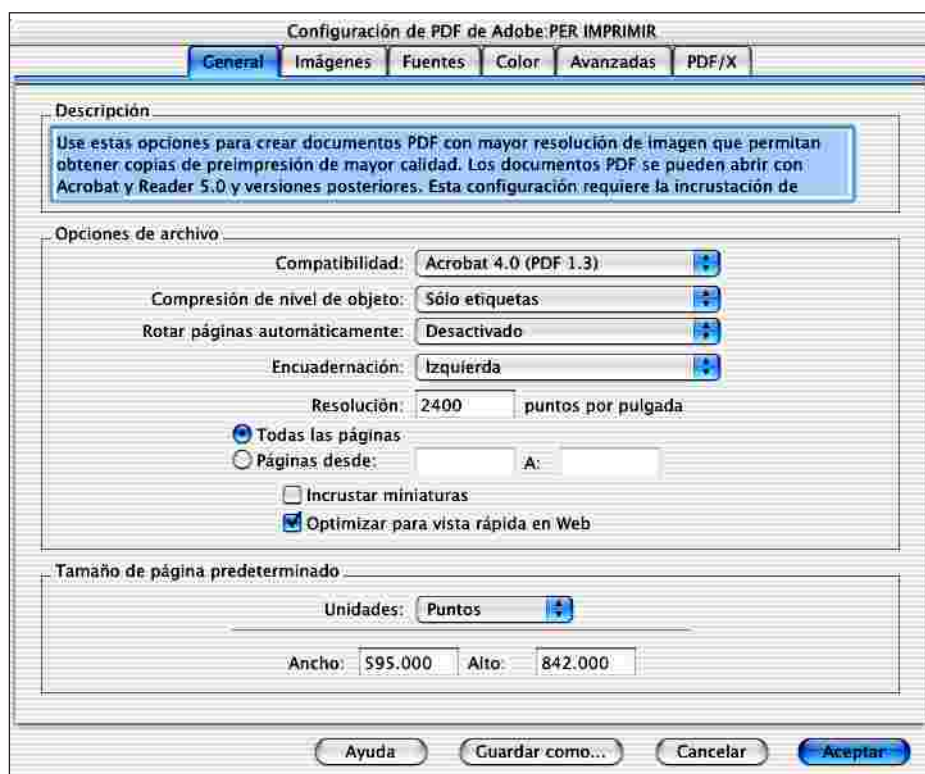 Configuración de PDF de Adobe:PER IMPRIMIR
General Imágenes Fuentes Color Avanzadas PDF/X
Descripción
Use estas opciones para crear documentos PDF con mayor resolución de imagen que permitan
obtener copias de preimpresión de mayor calidad. Los documentos PDF se pueden abrir con
Acrobat y Reader 5.0 y versiones posteriores. Esta configuración requiere la incrustación de
Opciones de archivo
Compatibilidad: Acrobat 4.0 (PDF 1.3)
Compresión de nivel de objeto: Sólo etiquetas
Rotar páginas automáticamente: Desactivado
Encuadernación: Izquierda
Resolución: 2400 puntos por pulgada
Todas las páginas
Páginas desde: A:
Incrustar miniaturas
Optimizar para vista rápida en Web
Tamaño de página predeterminado
Unidades: Puntos
Ancho: 595.000 Alto: 842.000
Ayuda Guardar como... Cancelar Aceptar